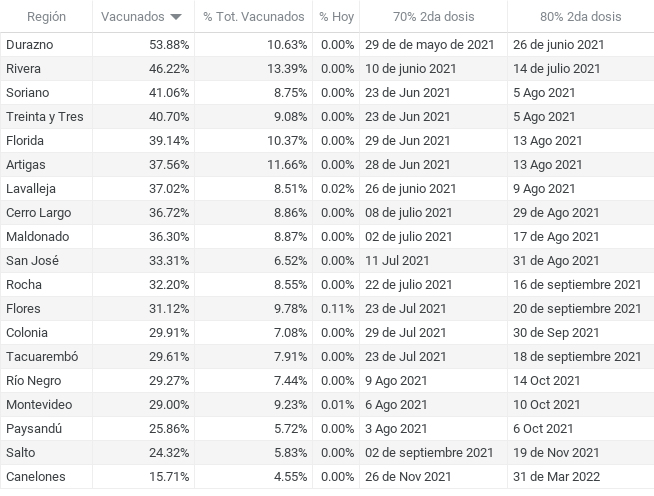 Región Vacunados % Tot. Vacunados % Hoy 70% 2da dosis 80% 2da dosis
Durazno 53.88% 10.63% 0.00% 29 de de mayo de 2021 26 de junio 2021
Rivera 46.22% 13.39% 0.00% 10 de junio 2021 14 de julio 2021
Soriano 41.06% 8.75% 0.00% 23 de Jun 2021 5 Ago 2021
Treinta y Tres 40.70% 9.08% 0.00% 23 de Jun 2021 5 Ago 2021
Florida 39.14% 10.37% 0.00% 29 de Jun 2021 13 Ago 2021
Artigas 37.56% 11.66% 0.00% 28 de Jun 2021 13 Ago 2021
Lavalleja 37.02% 8.51% 0.02% 26 de junio 2021 9 Ago 2021
Cerro Largo 36.72% 8.86% 0.00% 08 de julio 2021 29 de Ago 2021
Maldonado 36.30% 8.87% 0.00% 02 de julio 2021 17 de Ago 2021
San José 33.31% 6.52% 0.00% 11 Jul 2021 31 de Ago 2021
Rocha 32.20% 8.55% 0.00% 22 de julio 2021 16 de septiembre 2021
Flores 31.12% 9.78% 0.11% 23 de Jul 2021 20 de septiembre 2021
Colonia 29.91% 7.08% 0.00% 29 de Jul 2021 30 de Sep 2021
Tacuarembó 29.61% 7.91% 0.00% 23 de Jul 2021 18 de septiembre 2021
Río Negro 29.27% 7.44% 0.00% 9 Ago 2021 14 Oct 2021
Montevideo 29.00% 9.23% 0.01% 6 Ago 2021 10 Oct 2021
Paysandú 25.86% 5.72% 0.00% 3 Ago 2021 6 Oct 2021
Salto 24.32% 5.83% 0.00% 02 de septiembre 2021 19 de Nov 2021
Canelones 15.71% 4.55% 0.00% 26 de Nov 2021 31 de Mar 2022